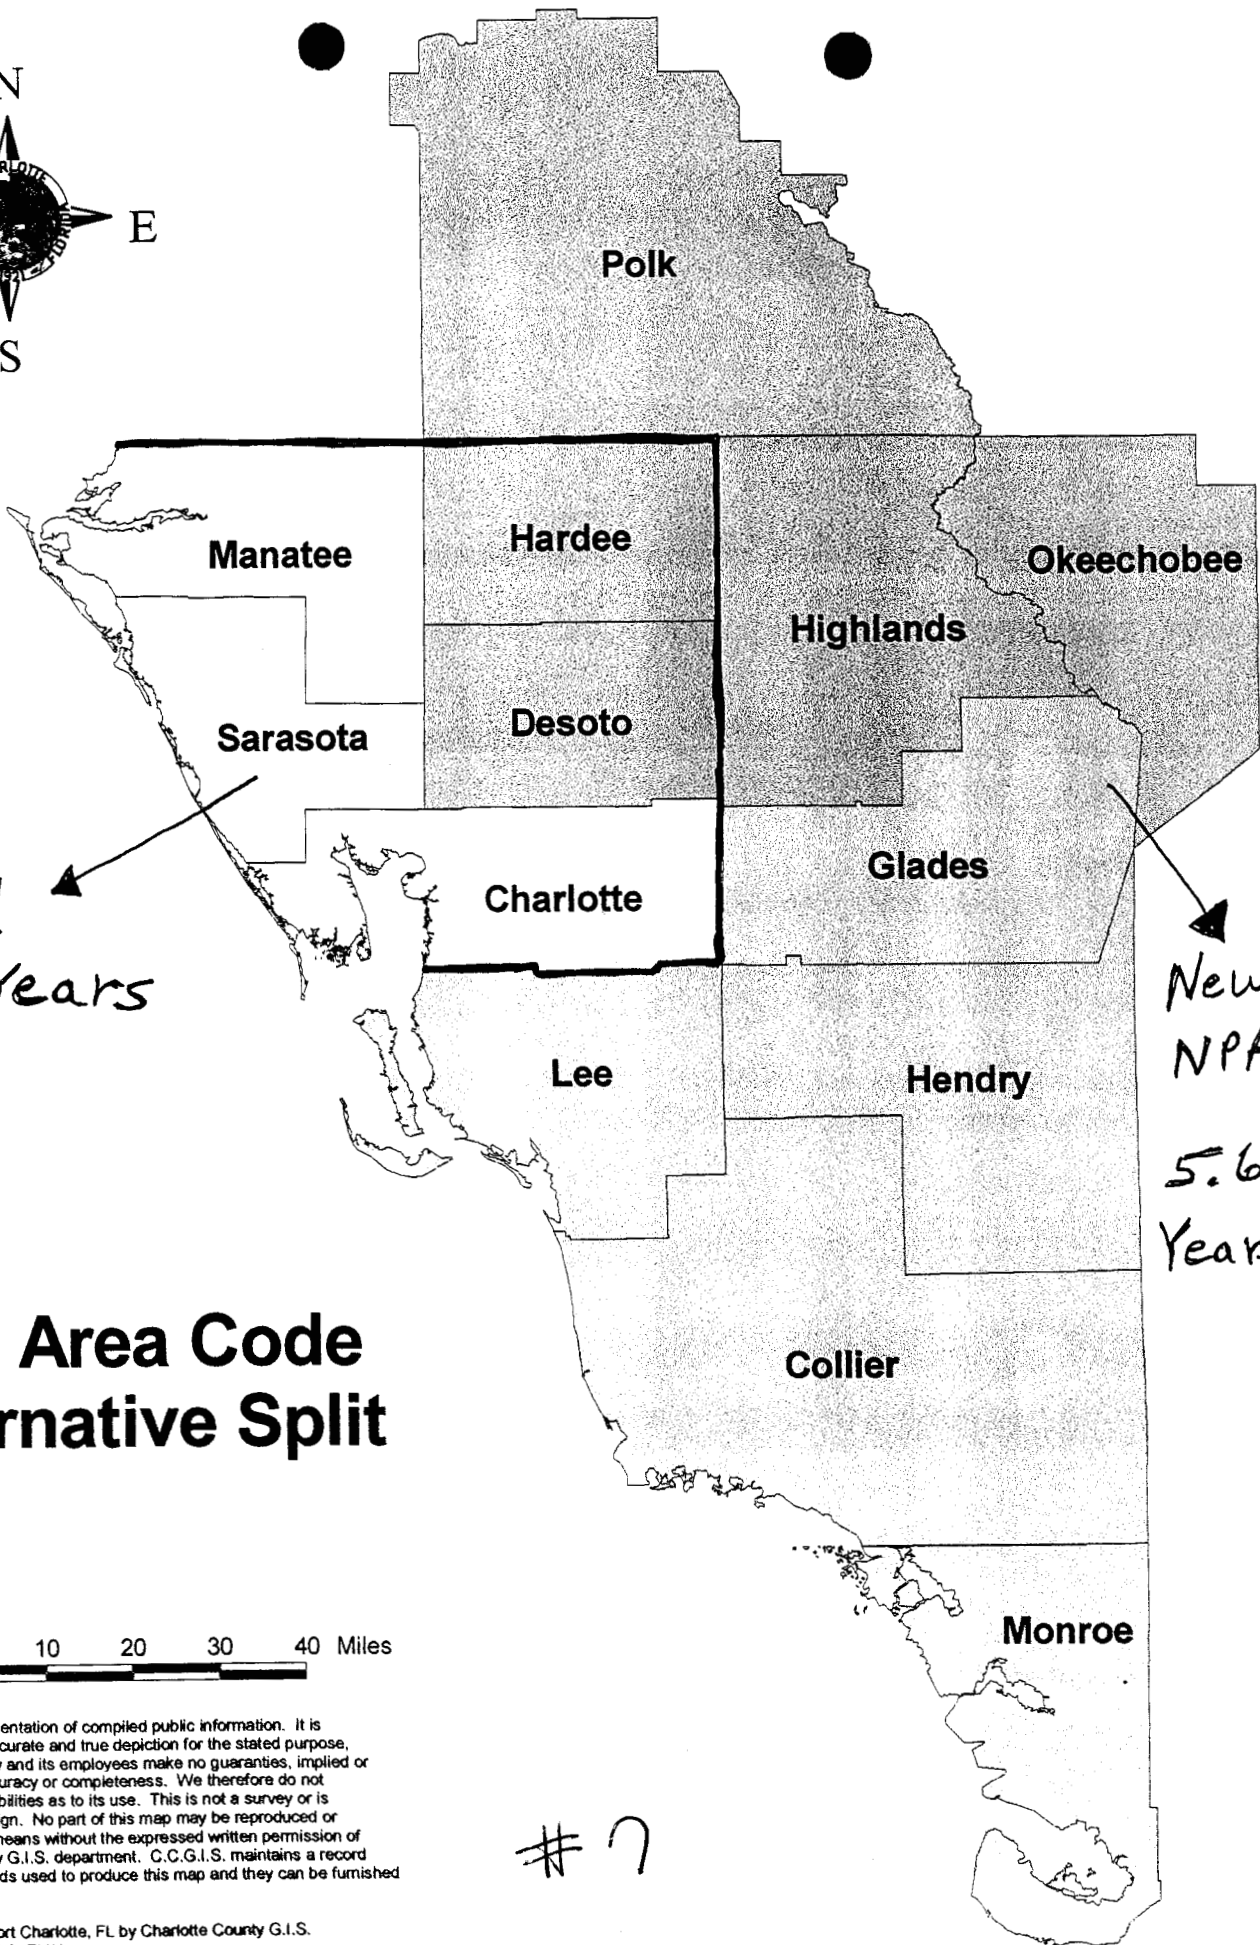 N
E
S
Polk
Manatee
Hardee
Okeechobee
Highlands
Sarasota
Desoto
Glades
Charlotte
Years
New
NPA
5.6
Years
Lee
Hendry
Area Code
rnative Split
Collier
Monroe
10 20 30 40 Miles
entation of compiled public information. It is
curate and true depiction for the stated purpose,
y and its employees make no guaranties, implied or
uracy or completeness. We therefore do not
bilities as to its use. This is not a survey or is
gn. No part of this map may be reproduced or
means without the expressed written permission of
y G.I.S. department. C.C.G.I.S. maintains a record
ds used to produce this map and they can be furnished
ort Charlotte, FL by Charlotte County G.I.S.
#7